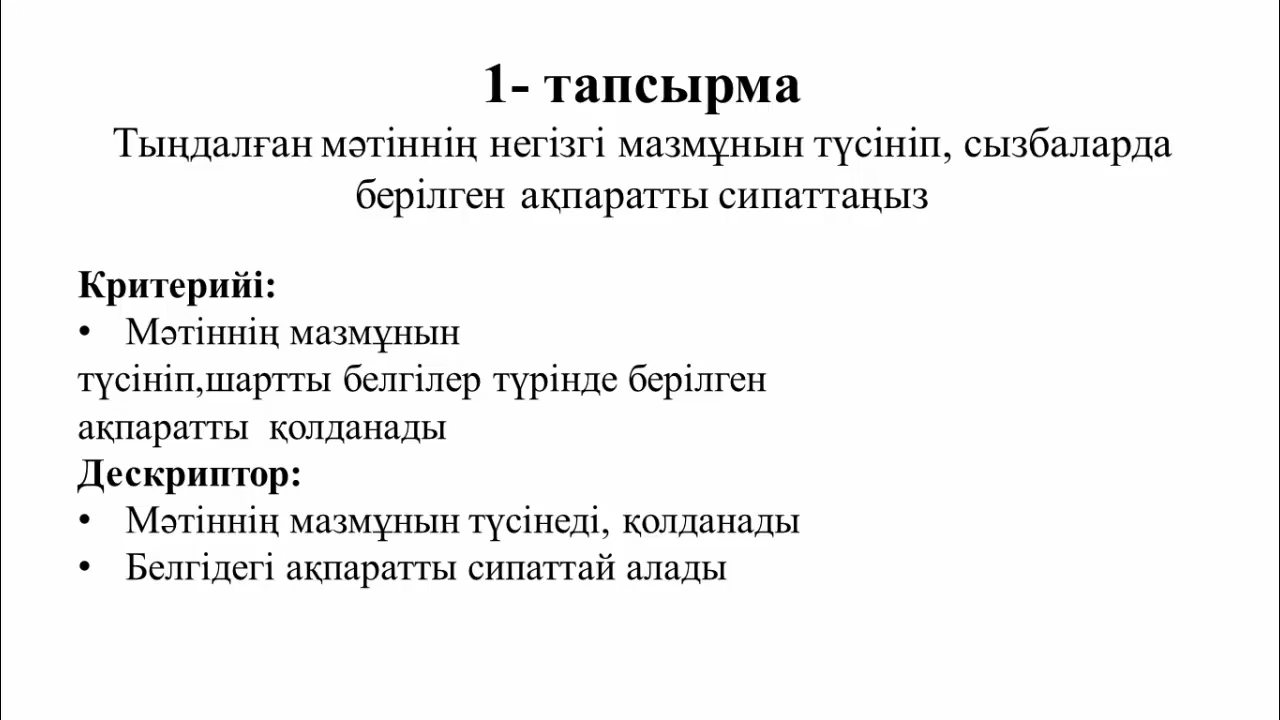 1- тапсырма
Тыңдалған мәтіннің негізгі мазмұнын түсініп, сызбаларда
берілген ақпаратты сипаттаңыз
Критерийі:
• Мәтіннің мазмұнын
түсініп,шартты белгілер түрінде берілген
ақпаратты қолданады
Дескриптор:
• Мәтіннің мазмұнын түсінеді, қолданады
• Белгідегі ақпаратты сипаттай алады